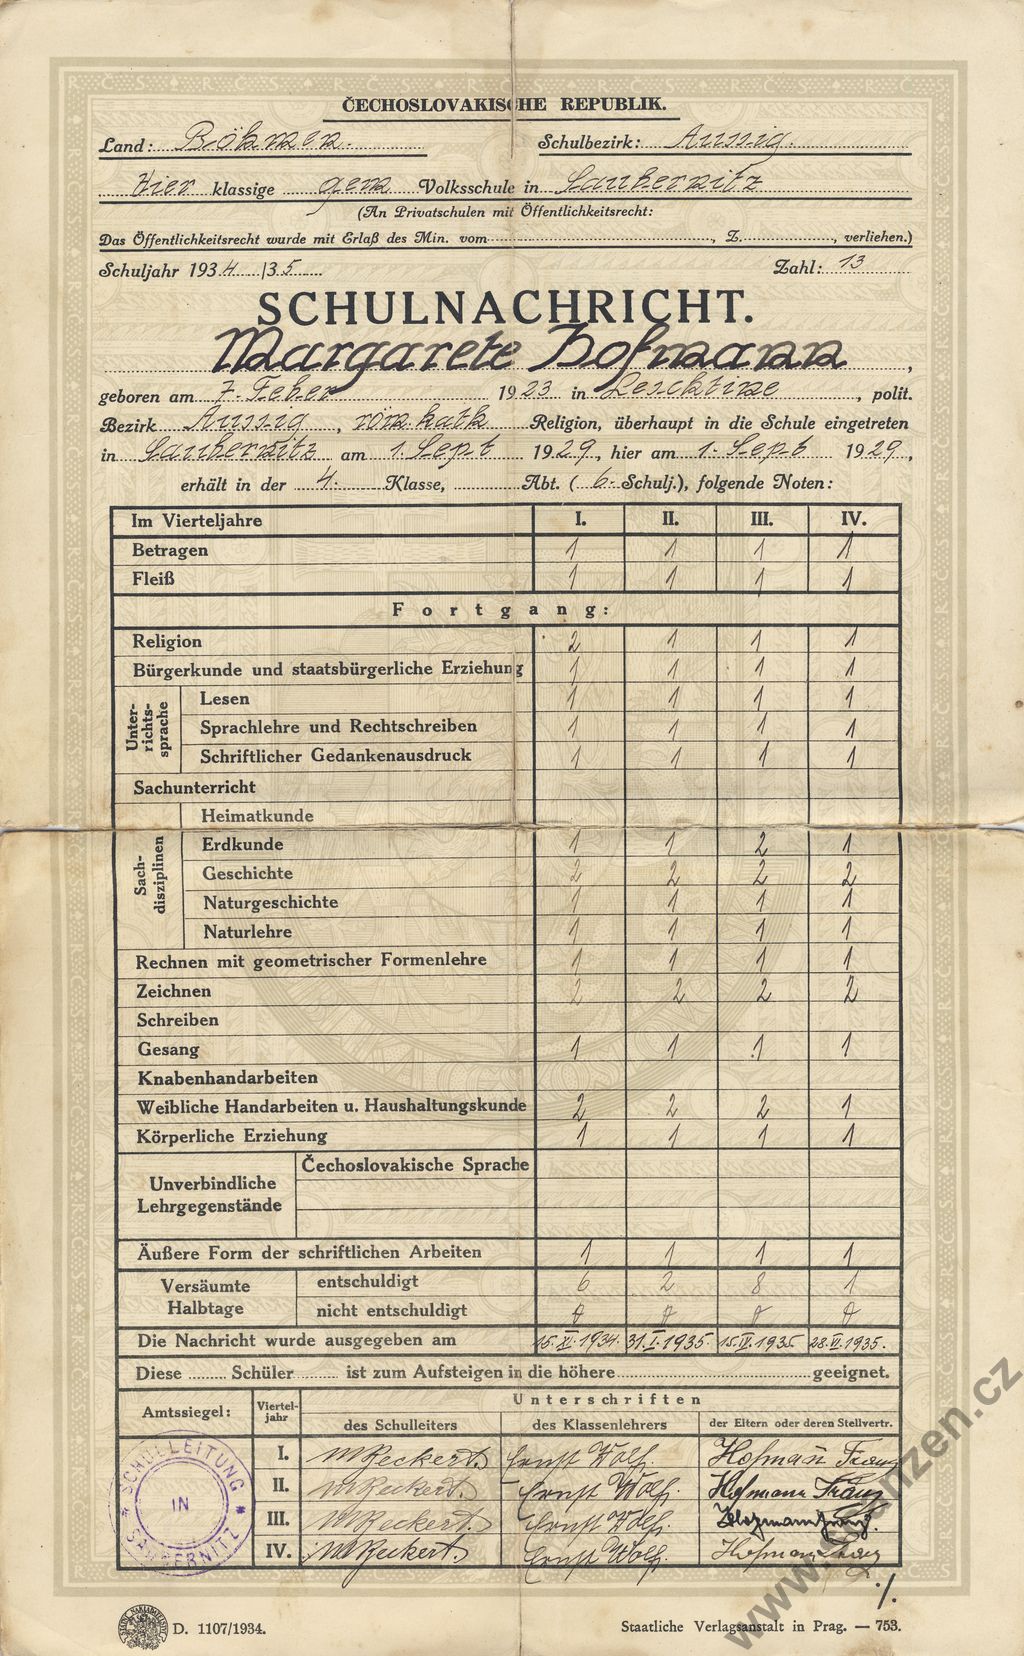 ČECHOSLOVAKISCHE REPUBLIK.
Land: Böhmen. Schulbezirk: Aussig.
Vier klassige gem Volksschule in Saubernitz
(An Privatschulen mit Öffentlichkeitsrecht:
Das Öffentlichkeitsrecht wurde mit Erlaß des Min. vom , Z. , verliehen.)
Schuljahr 1934 /35 Zahl: 13
SCHULNACHRICHT.
Margarete Hofmann ,
geboren am 7. Feber 1923 in Leschtine , polit.
Bezirk Aussig , röm kath Religion, überhaupt in die Schule eingetreten
in Saubernitz am 1. Sept 1929, hier am 1. Sept 1929,
erhält in der 4. Klasse, Abt. ( 6. Schulj.), folgende Noten:
Im Vierteljahre I. II. III. IV.
Betragen 1 1 1 1
Fleiß 1 1 1 1
Fortgang:
Religion 2 1 1 1
Bürgerkunde und staatsbürgerliche Erziehung 1 1 1 1
Unter-
richts-
sprache
Lesen 1 1 1 1
Sprachlehre und Rechtschreiben 1 1 1 1
Schriftlicher Gedankenausdruck 1 1 1 1
Sachunterricht
Sach-
disziplinen
Heimatkunde
Erdkunde 1 1 2 1
Geschichte 2 2 2 2
Naturgeschichte 1 1 1 1
Naturlehre 1 1 1 1
Rechnen mit geometrischer Formenlehre 1 1 1 1
Zeichnen 2 2 2 2
Schreiben
Gesang 1 1 1 1
Knabenhandarbeiten
Weibliche Handarbeiten u. Haushaltungskunde 2 2 2 1
Körperliche Erziehung 1 1 1 1
Unverbindliche
Lehrgegenstände
Čechoslovakische Sprache
Äußere Form der schriftlichen Arbeiten 1 1 1 1
Versäumte
Halbtage
entschuldigt 6 2 8 1
nicht entschuldigt 0 0 0 0
Die Nachricht wurde ausgegeben am 15. XI. 1934. 31. I. 1935. 15. IV. 1935. 28. VI. 1935.
Diese Schüler ist zum Aufsteigen in die höhere geeignet.
Amtssiegel: Viertel-
jahr
Unterschriften
des Schulleiters des Klassenlehrers der Eltern oder deren Stellvertr.
I. Ernst Wolf. Hofmann Franz
II. Ernst Wolf. Hofmann Franz
III. Ernst Wolf. Hofmann Franz.
IV. Ernst Wolf. Hofmann Franz
SCHULLEITUNG
IN
SAUBERNITZ
D. 1107/1934.
Staatliche Verlagsanstalt in Prag. — 753.